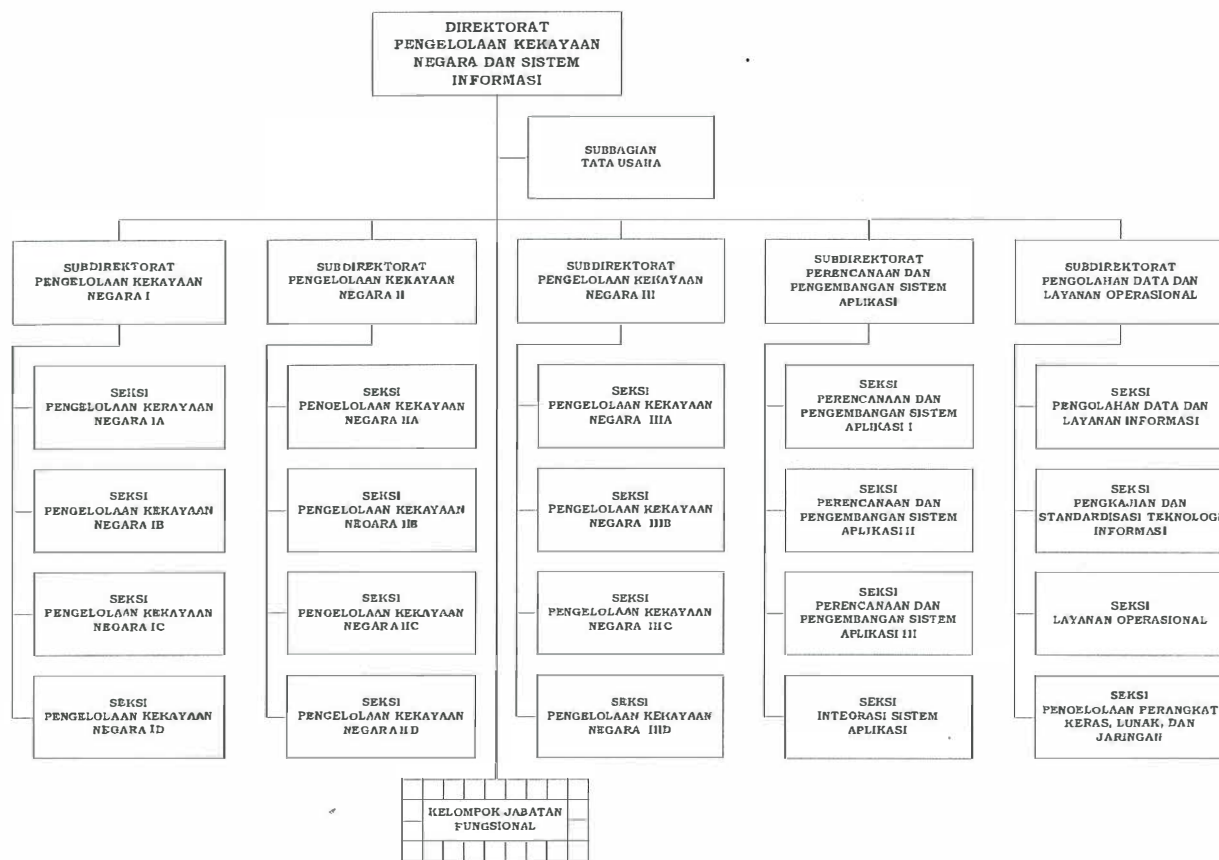 DIREKTORAT
PENGELOLAAN KEKAYAAN
NEGARA DAN SISTEM
INFORMASI
SUBBAGIAN
TATA USAHA
SUBDIREKTORAT
PENGELOLAAN KEKAYAAN
NEGARA I
SUBDIREKTORAT
PENGELOLAAN KEKAYAAN
NEGARA II
SUBDIREKTORAT
PENGELOLAAN KEKAYAAN
NEGARA III
SUBDIREKTORAT
PERENCANAAN DAN
PENGEMBANGAN SISTEM
APLIKASI
SUBDIREKTORAT
PENGOLAHAN DATA DAN
LAYANAN OPERASIONAL
SEKSI
PENGELOLAAN KERAYAAN
NEGARA IA
SEKSI
PENGELOLAAN KEKAYAAN
NEGARA IIA
SEKSI
PENGELOLAAN KEKAYAAN
NEGARA IIIA
SEKSI
PERENCANAAN DAN
PENGEMBANGAN SISTEM
APLIKASI I
SEKSI
PENGOLAHAN DATA DAN
LAYANAN INFORMASI
SEKSI
PENGELOLAAN KEKAYAAN
NEGARA IB
SEKSI
PENGELOLAAN KEKAYAAN
NEGARA IIB
SEKSI
PENGELOLAAN KEKAYAAN
NEGARA IIIB
SEKSI
PERENCANAAN DAN
PENGEMBANGAN SISTEM
APLIKASI II
SEKSI
PENGKAJIAN DAN
STANDARDISASI TEKNOLOGI
INFORMASI
SEKSI
PENGELOLAAN KEKAYAAN
NEGARA IC
SEKSI
PENGELOLAAN KEKAYAAN
NEGARA IIC
SEKSI
PENGELOLAAN KEKAYAAN
NEGARA IIIC
SEKSI
PERENCANAAN DAN
PENGEMBANGAN SISTEM
APLIKASI III
SEKSI
LAYANAN OPERASIONAL
SEKSI
PENGELOLAAN KEKAYAAN
NEGARA ID
SEKSI
PENGELOLAAN KEKAYAAN
NEGARA IID
SEKSI
PENGELOLAAN KEKAYAAN
NEGARA IIID
SEKSI
INTEGRASI SISTEM
APLIKASI
SEKSI
PENGELOLAAN PERANGKAT
KERAS, LUNAK, DAN
JARINGAN
KELOMPOK JABATAN
FUNGSIONAL